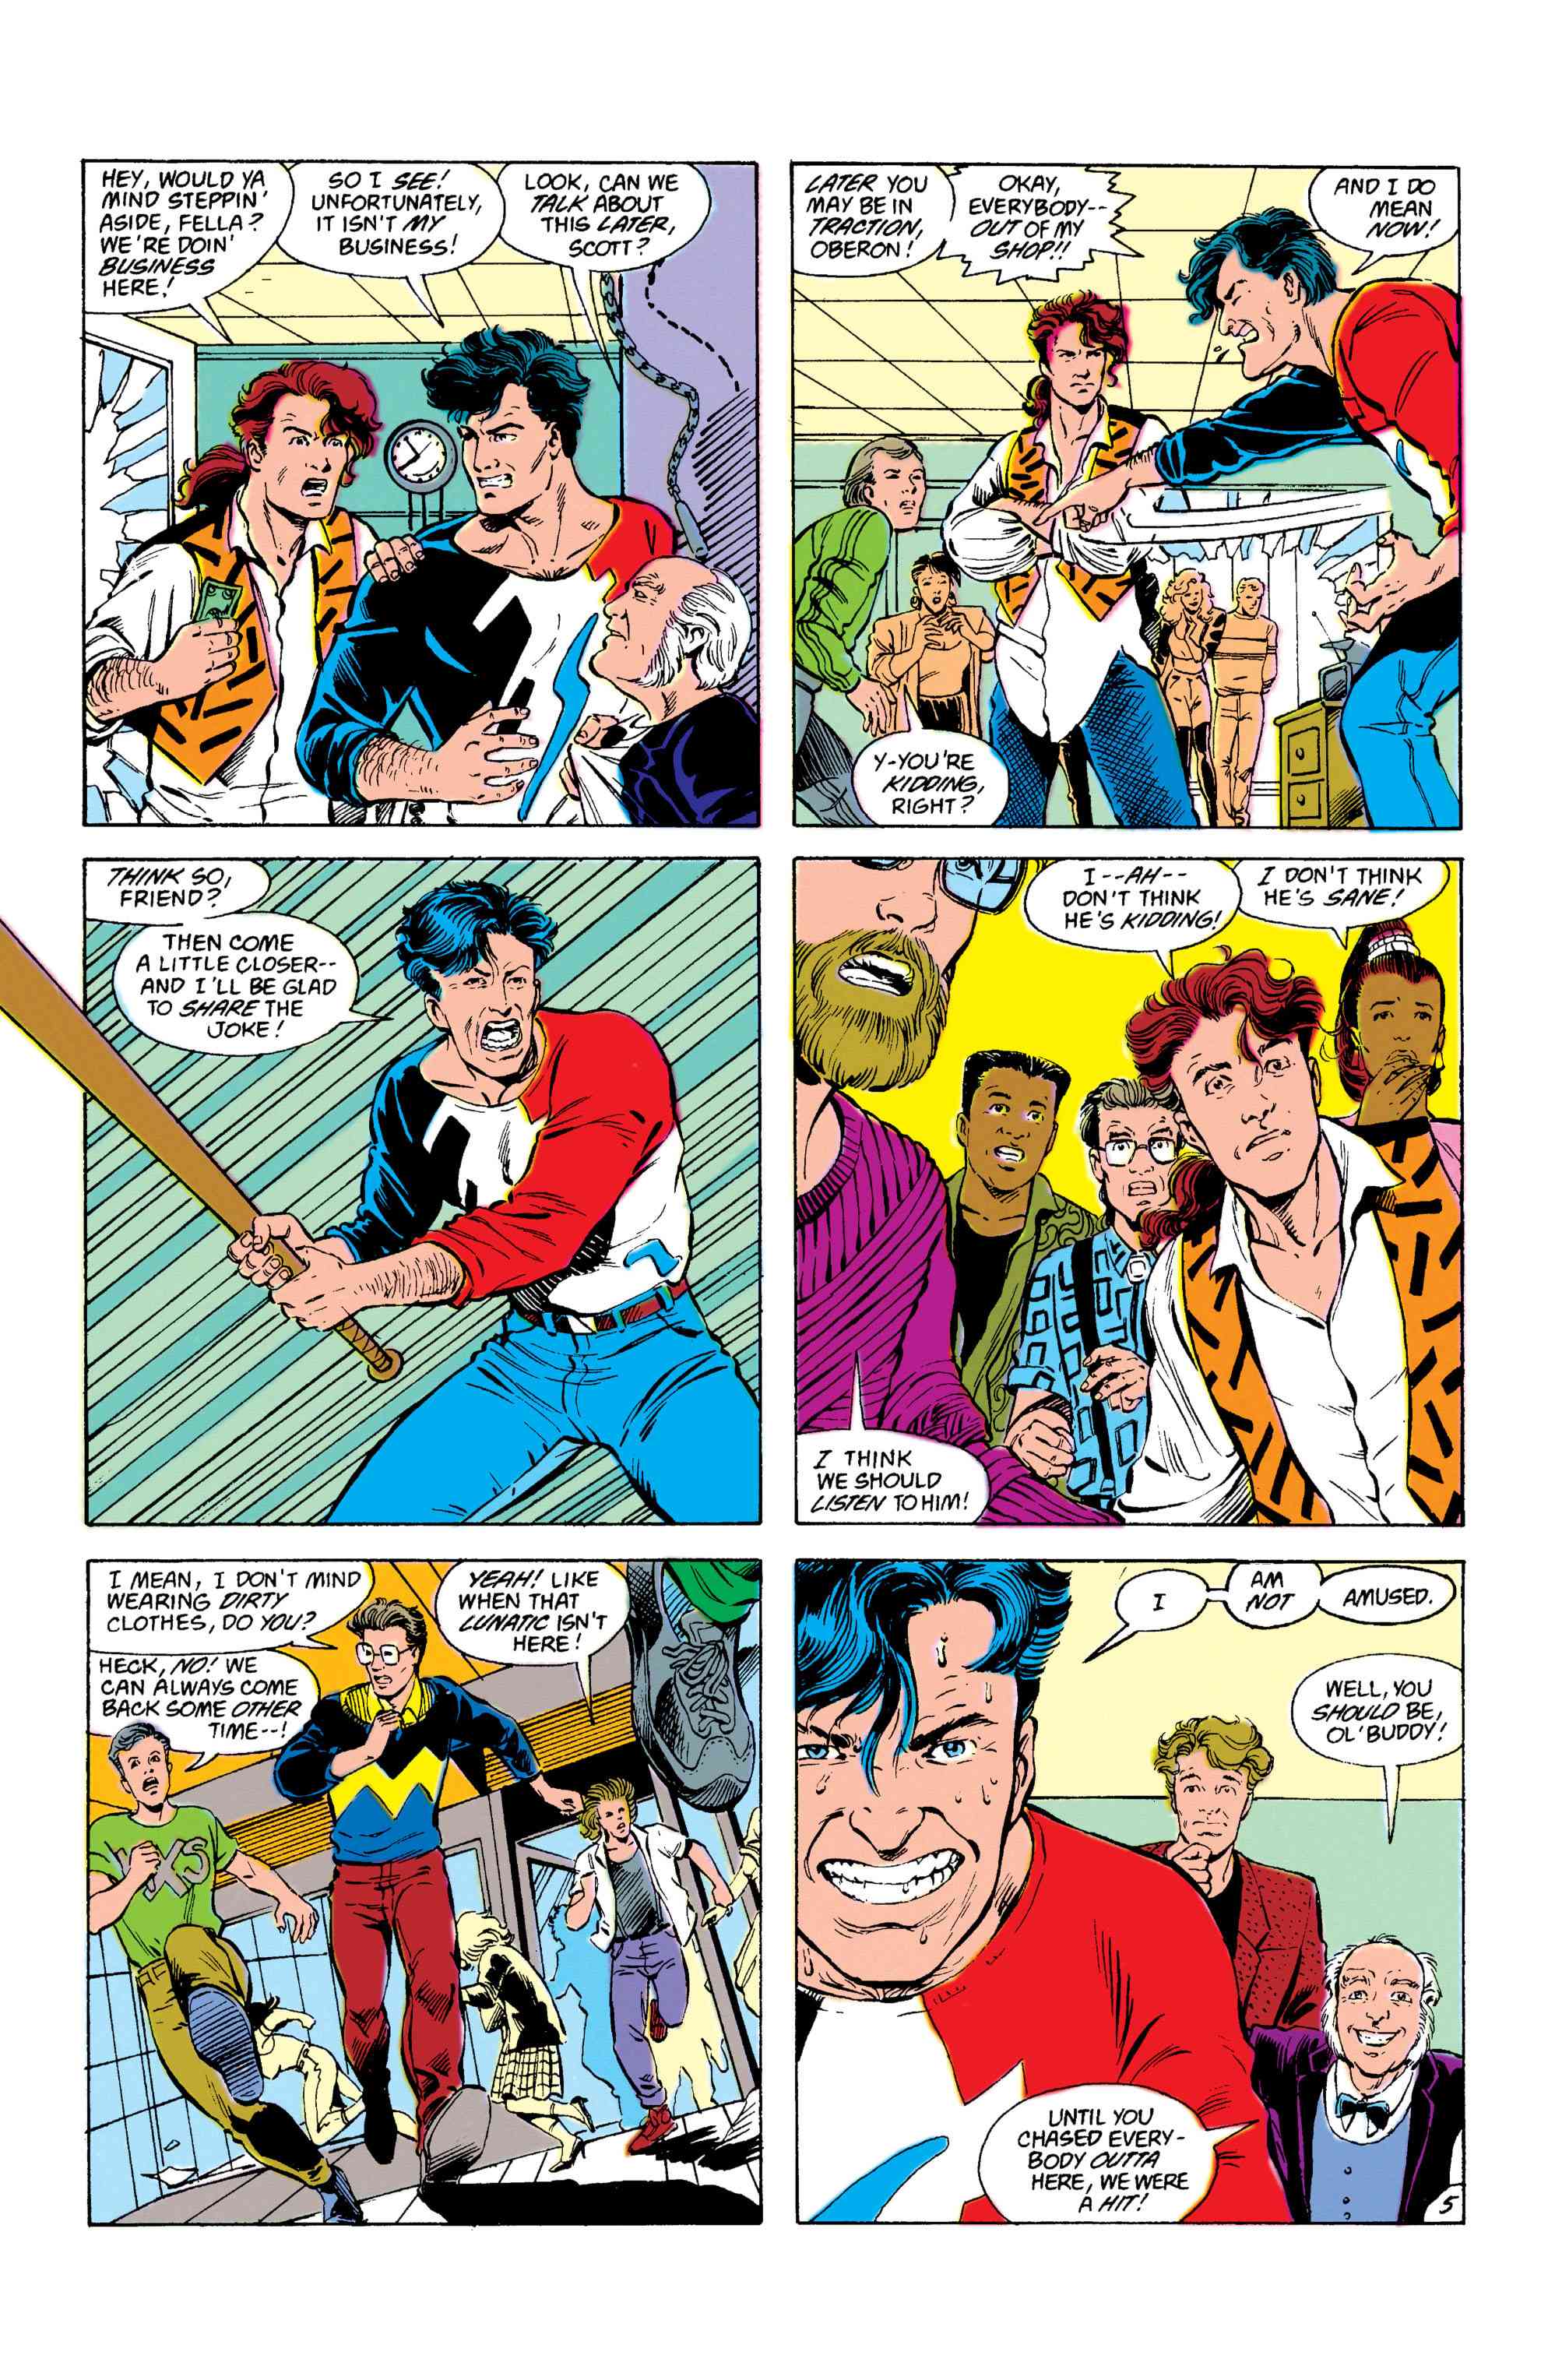 HEY, WOULD YA
MIND STEPPIN'
ASIDE, FELLA?
WE'RE DOIN'
BUSINESS
HERE!
SO I SEE!
UNFORTUNATELY,
IT ISN'T MY
BUSINESS!
LOOK, CAN WE
TALK ABOUT
THIS LATER,
SCOTT?
LATER YOU
MAY BE IN
TRACTION,
OBERON!
OKAY,
EVERYBODY--
OUT OF MY
SHOP!!
AND I DO
MEAN
NOW!
Y-YOU'RE
KIDDING,
RIGHT?
THINK SO,
FRIEND?
THEN COME
A LITTLE CLOSER--
AND I'LL BE GLAD
TO SHARE THE
JOKE!
I--AH--
DON'T THINK
HE'S KIDDING!
I DON'T THINK
HE'S SANE!
I THINK
WE SHOULD
LISTEN TO HIM!
I MEAN, I DON'T MIND
WEARING DIRTY
CLOTHES, DO YOU?
HECK, NO! WE
CAN ALWAYS COME
BACK SOME OTHER
TIME--!
YEAH! LIKE
WHEN THAT
LUNATIC ISN'T
HERE!
XS
I
AM
NOT
AMUSED.
WELL, YOU
SHOULD BE,
OL' BUDDY!
UNTIL YOU
CHASED EVERY-
BODY OUTTA
HERE, WE WERE
A HIT!
5